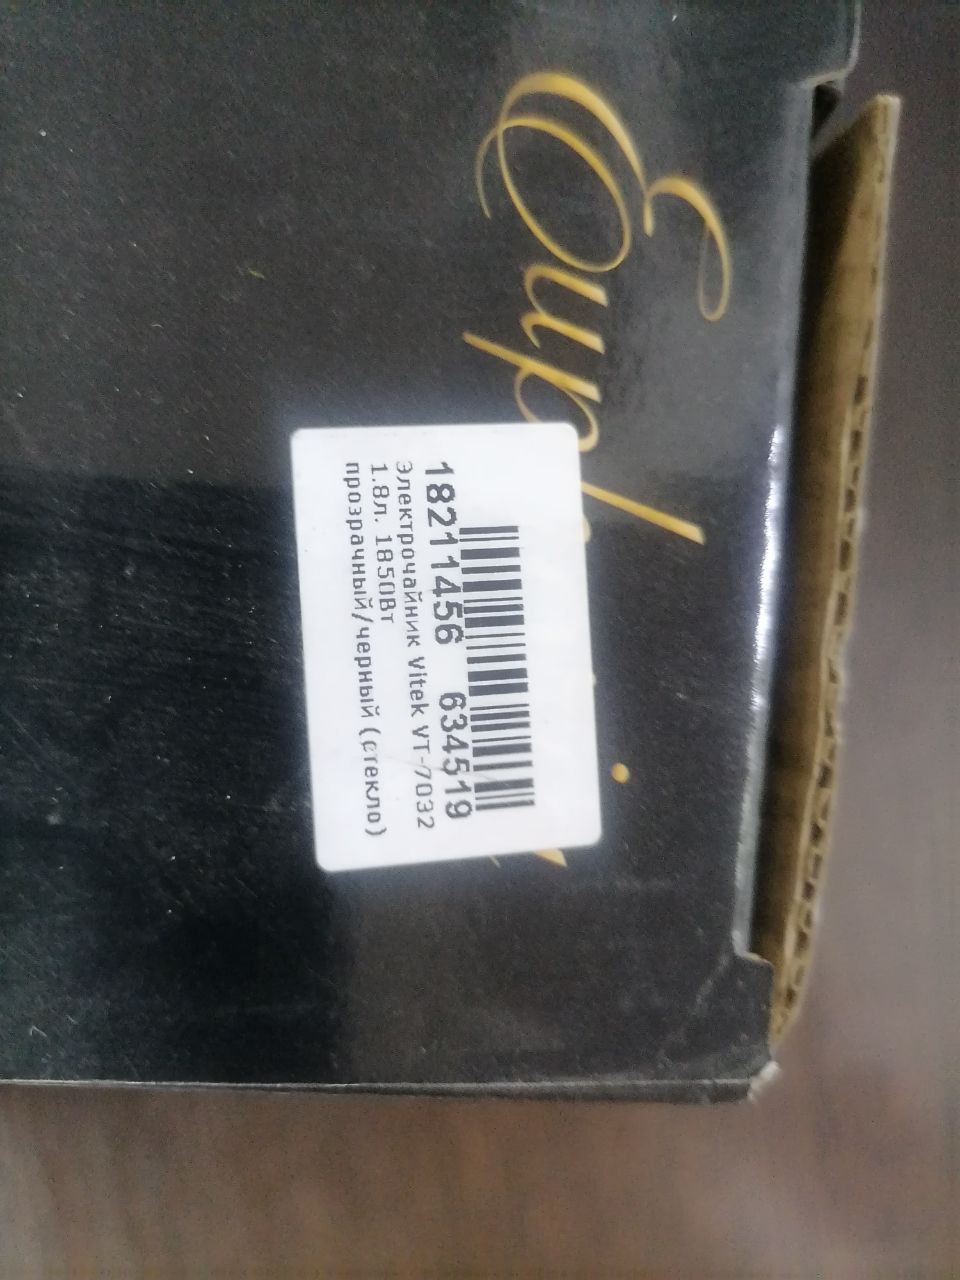 18211456 634519
Электрочайник Vitek VT-7032
1.8л. 1850Вт
прозрачный/черный (стекло)